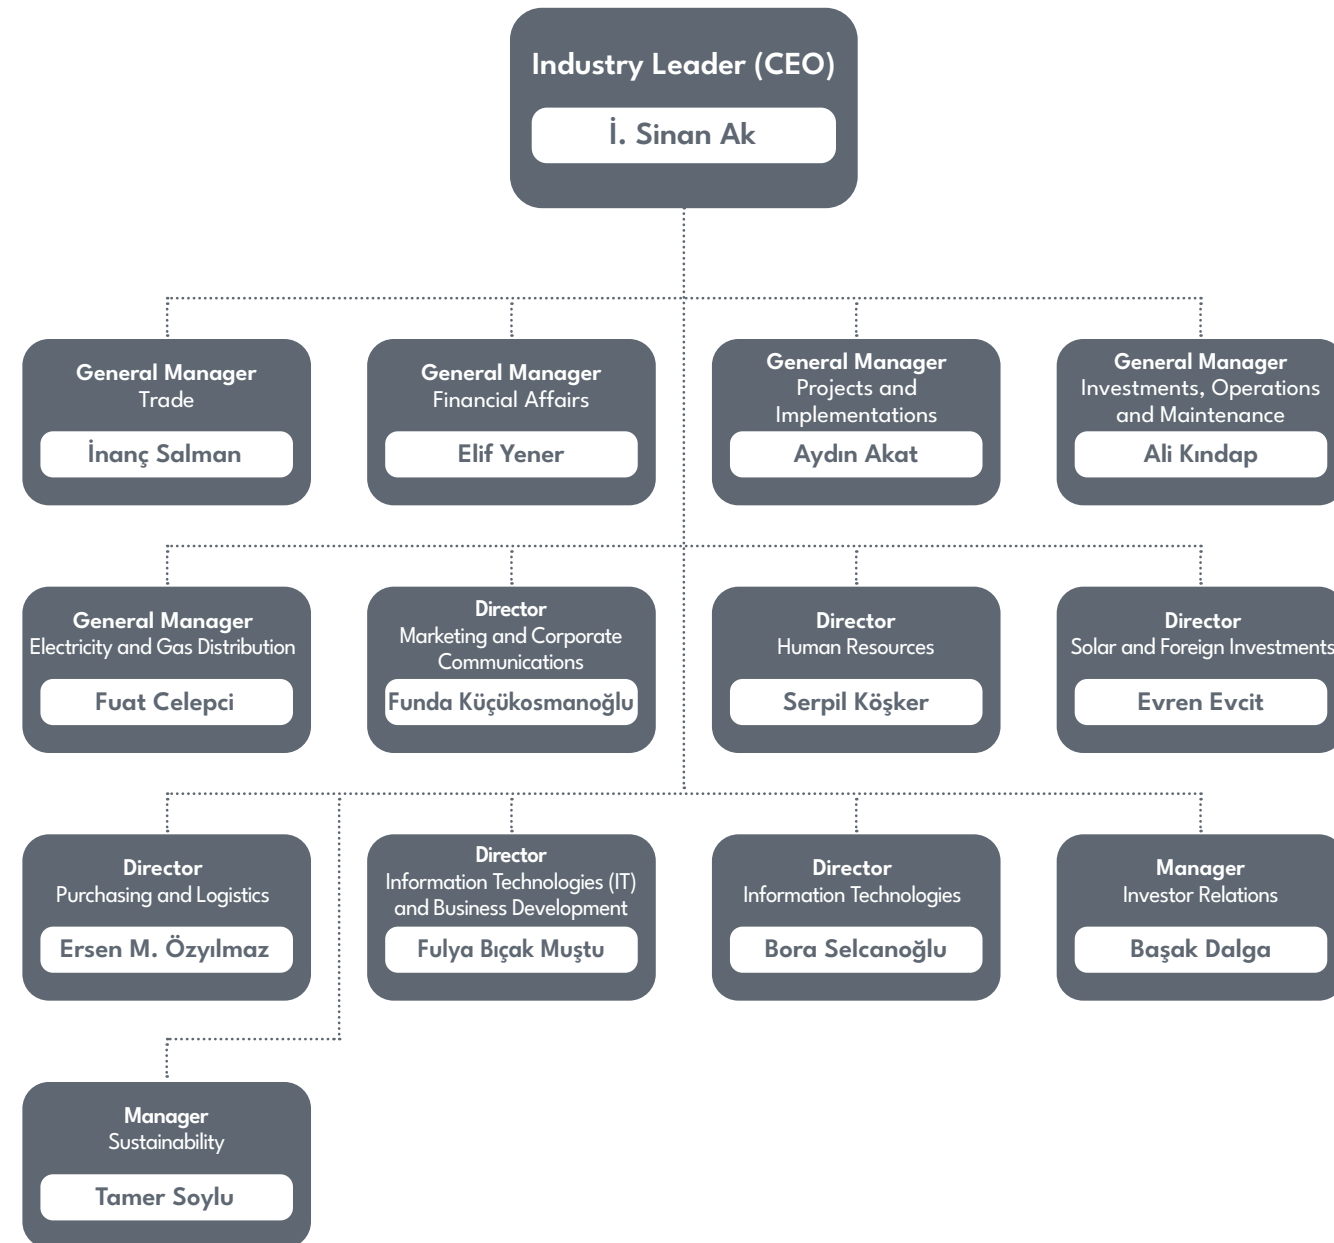 Industry Leader (CEO)
İ. Sinan Ak
General Manager
Trade
İnanç Salman
General Manager
Financial Affairs
Elif Yener
General Manager
Projects and
Implementations
Aydın Akat
General Manager
Investments, Operations
and Maintenance
Ali Kındap
General Manager
Electricity and Gas Distribution
Fuat Celepci
Director
Marketing and Corporate
Communications
Funda Küçükosmanoğlu
Director
Human Resources
Serpil Köşker
Director
Solar and Foreign Investments
Evren Evcit
Director
Purchasing and Logistics
Ersen M. Özyılmaz
Director
Information Technologies (IT)
and Business Development
Fulya Bıçak Muştu
Director
Information Technologies
Bora Selcanoğlu
Manager
Investor Relations
Başak Dalga
Manager
Sustainability
Tamer Soylu